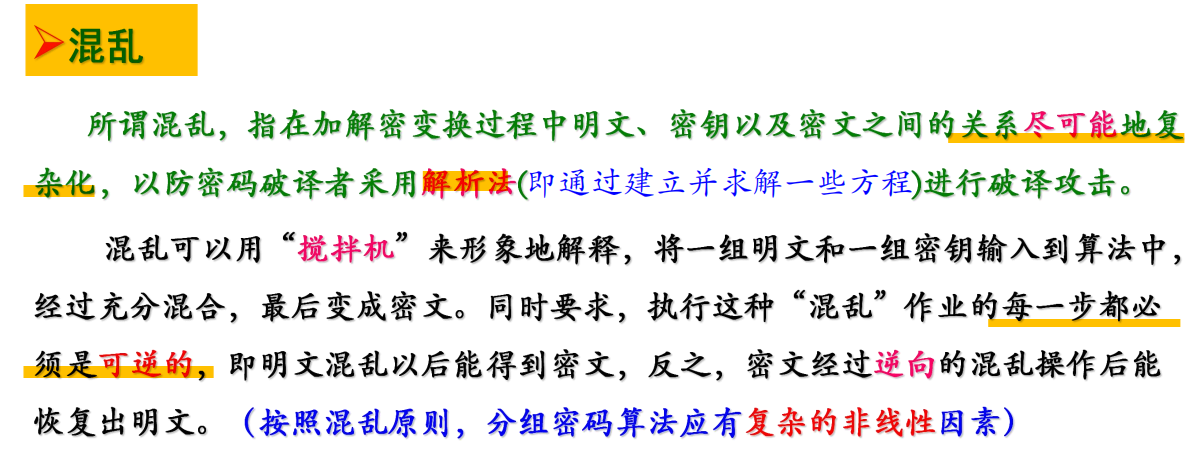 混乱
所谓混乱，指在加解密变换过程中明文、密钥以及密文之间的关系尽可能地复
杂化，以防密码破译者采用解析法(即通过建立并求解一些方程)进行破译攻击。
混乱可以用“搅拌机”来形象地解释，将一组明文和一组密钥输入到算法中，
经过充分混合，最后变成密文。同时要求，执行这种“混乱”作业的每一步都必
须是可逆的，即明文混乱以后能得到密文，反之，密文经过逆向的混乱操作后能
恢复出明文。（按照混乱原则，分组密码算法应有复杂的非线性因素）